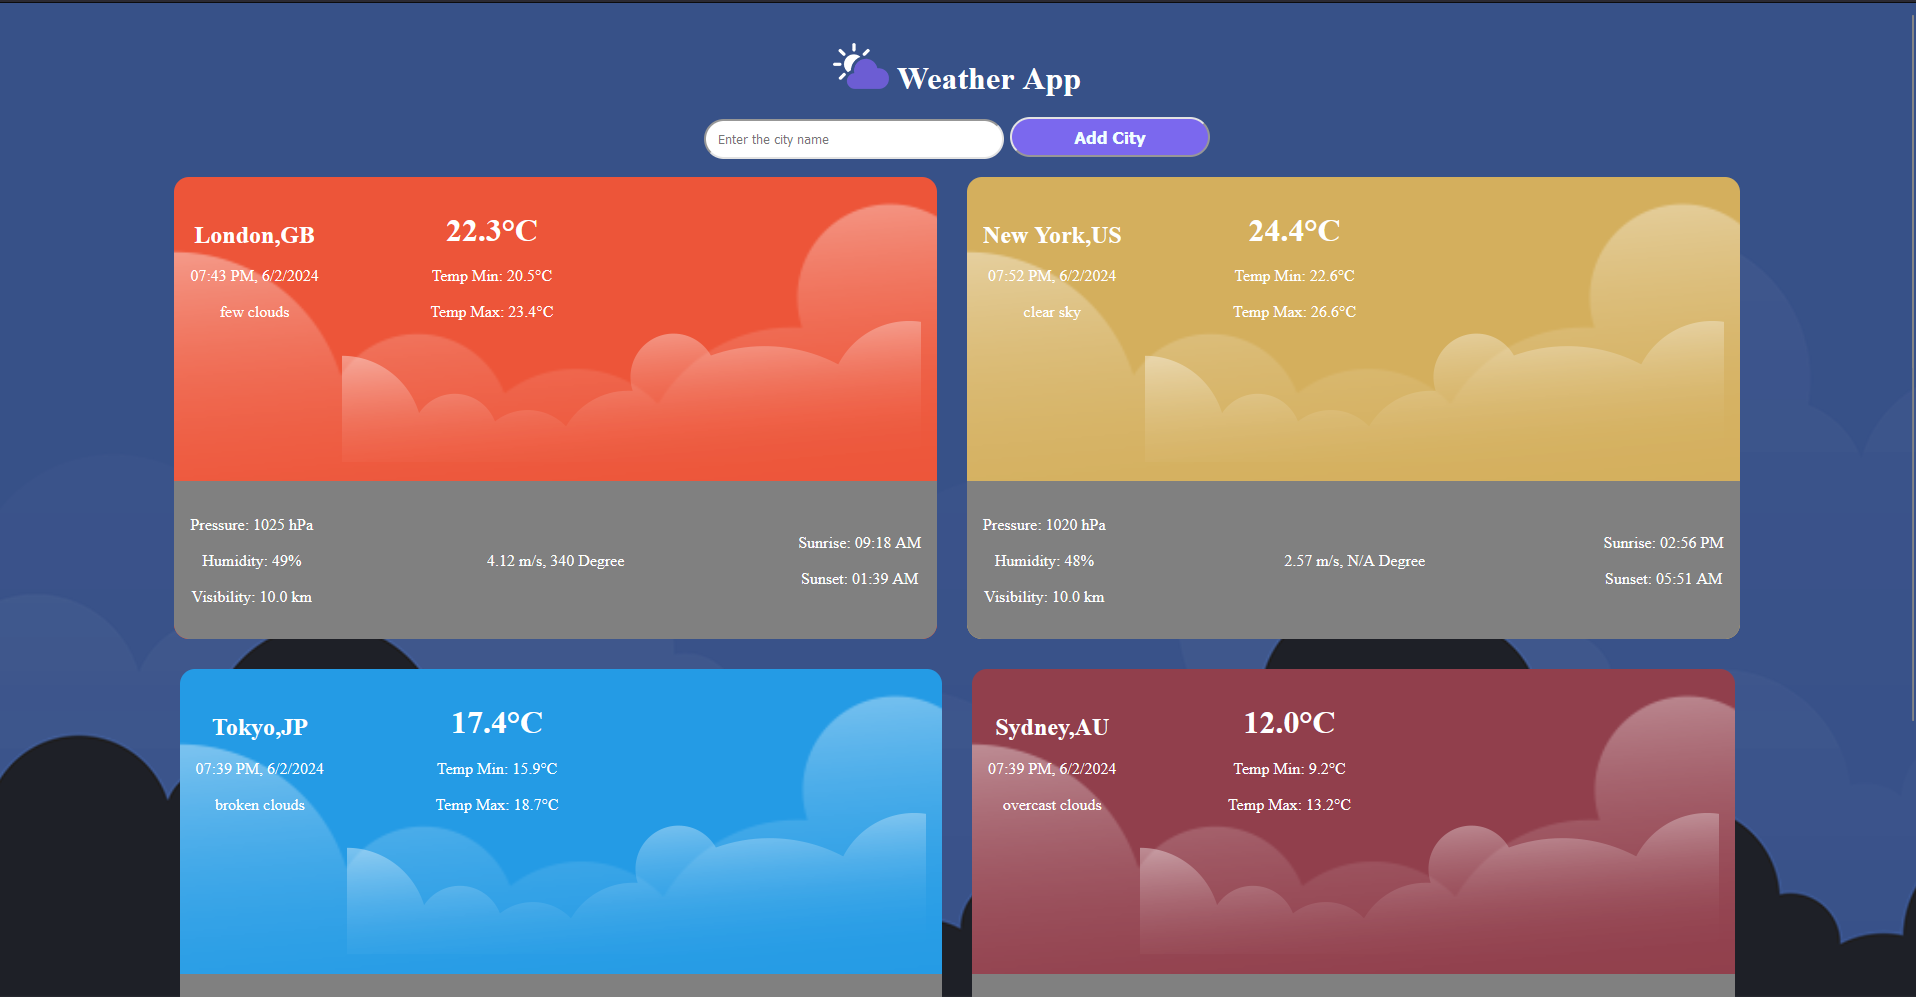 Weather App
Enter the city name
Add City
London,GB
07:43 PM, 6/2/2024
few clouds
22.3°C
Temp Min: 20.5°C
Temp Max: 23.4°C
Pressure: 1025 hPa
Humidity: 49%
Visibility: 10.0 km
4.12 m/s, 340 Degree
Sunrise: 09:18 AM
Sunset: 01:39 AM
New York,US
07:52 PM, 6/2/2024
clear sky
24.4°C
Temp Min: 22.6°C
Temp Max: 26.6°C
Pressure: 1020 hPa
Humidity: 48%
Visibility: 10.0 km
2.57 m/s, N/A Degree
Sunrise: 02:56 PM
Sunset: 05:51 AM
Tokyo,JP
07:39 PM, 6/2/2024
broken clouds
17.4°C
Temp Min: 15.9°C
Temp Max: 18.7°C
Sydney,AU
07:39 PM, 6/2/2024
overcast clouds
12.0°C
Temp Min: 9.2°C
Temp Max: 13.2°C